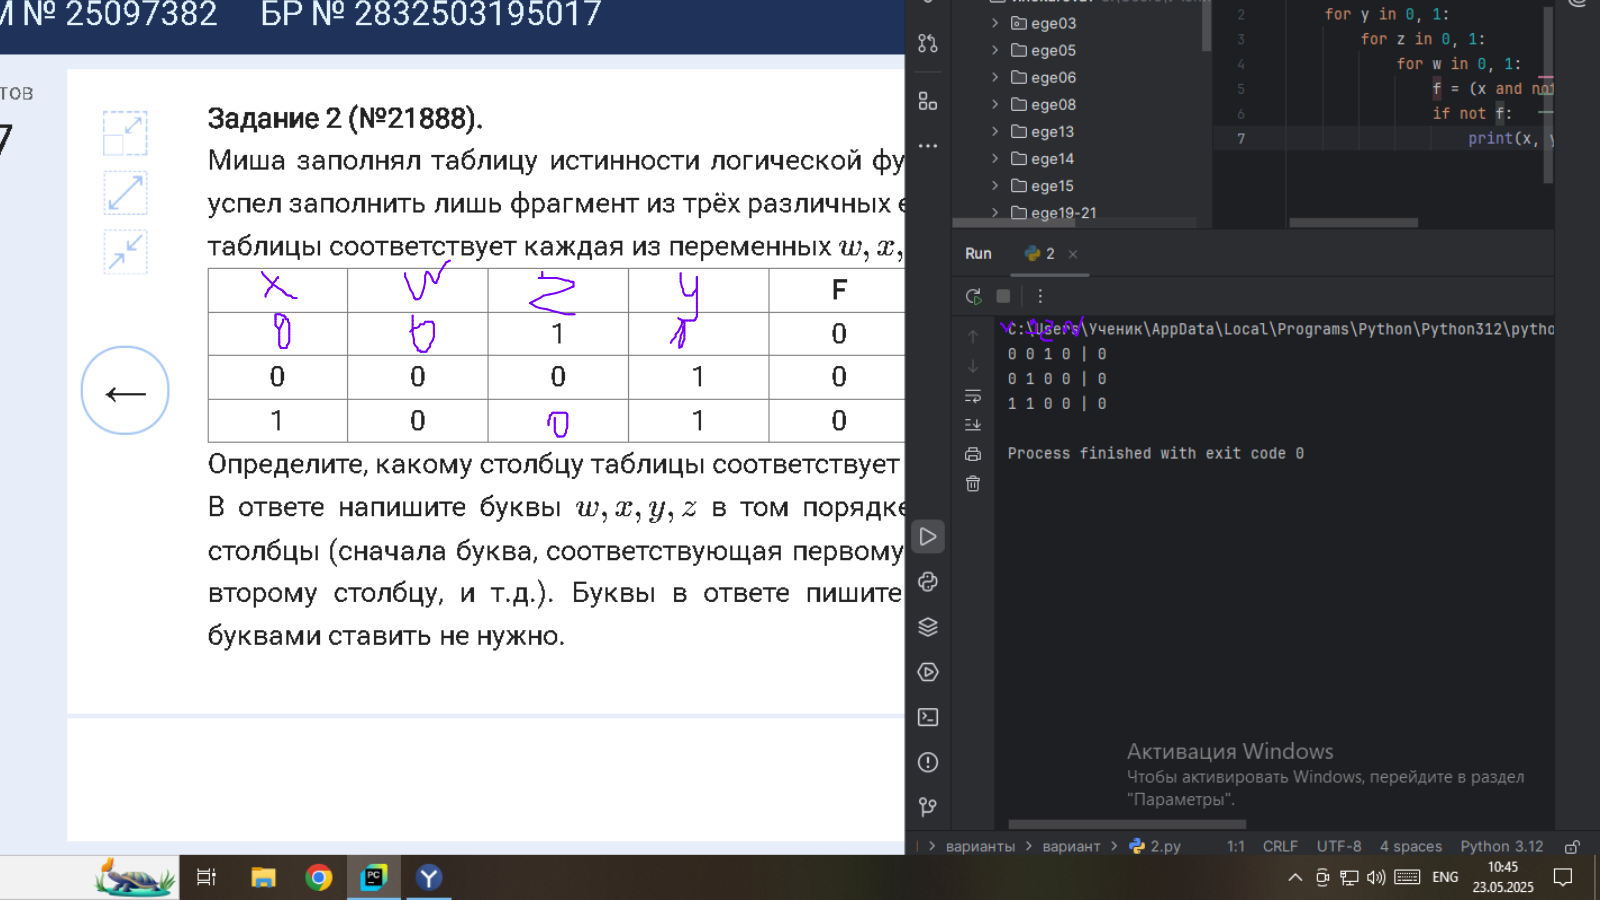 М № 25097382 БР № 2832503195017
тов
7
Задание 2 (№21888).
Миша заполнял таблицу истинности логической фу
успел заполнить лишь фрагмент из трёх различных
таблицы соответствует каждая из переменных w, x,
x w z y F
0 0 1 1 0
0 0 0 1 0
1 0 0 1 0
Определите, какому столбцу таблицы соответствует
В ответе напишите буквы w, x, y, z в том порядке
столбцы (сначала буква, соответствующая первому
второму столбцу, и т.д.). Буквы в ответе пишите
буквами ставить не нужно.
ege03
ege05
ege06
ege08
ege13
ege14
ege15
ege19-21
2 for y in 0, 1:
3 for z in 0, 1:
4 for w in 0, 1:
5 f = (x and not
6 if not f:
7 print(x, y
Run 2
C:\Users\Ученик\AppData\Local\Programs\Python\Python312\pytho
0 0 1 0 | 0
0 1 0 0 | 0
1 1 0 0 | 0
Process finished with exit code 0
Активация Windows
Чтобы активировать Windows, перейдите в раздел
"Параметры".
варианты > вариант > 2.py 1:1 CRLF UTF-8 4 spaces Python 3.12
ENG
10:45
23.05.2025